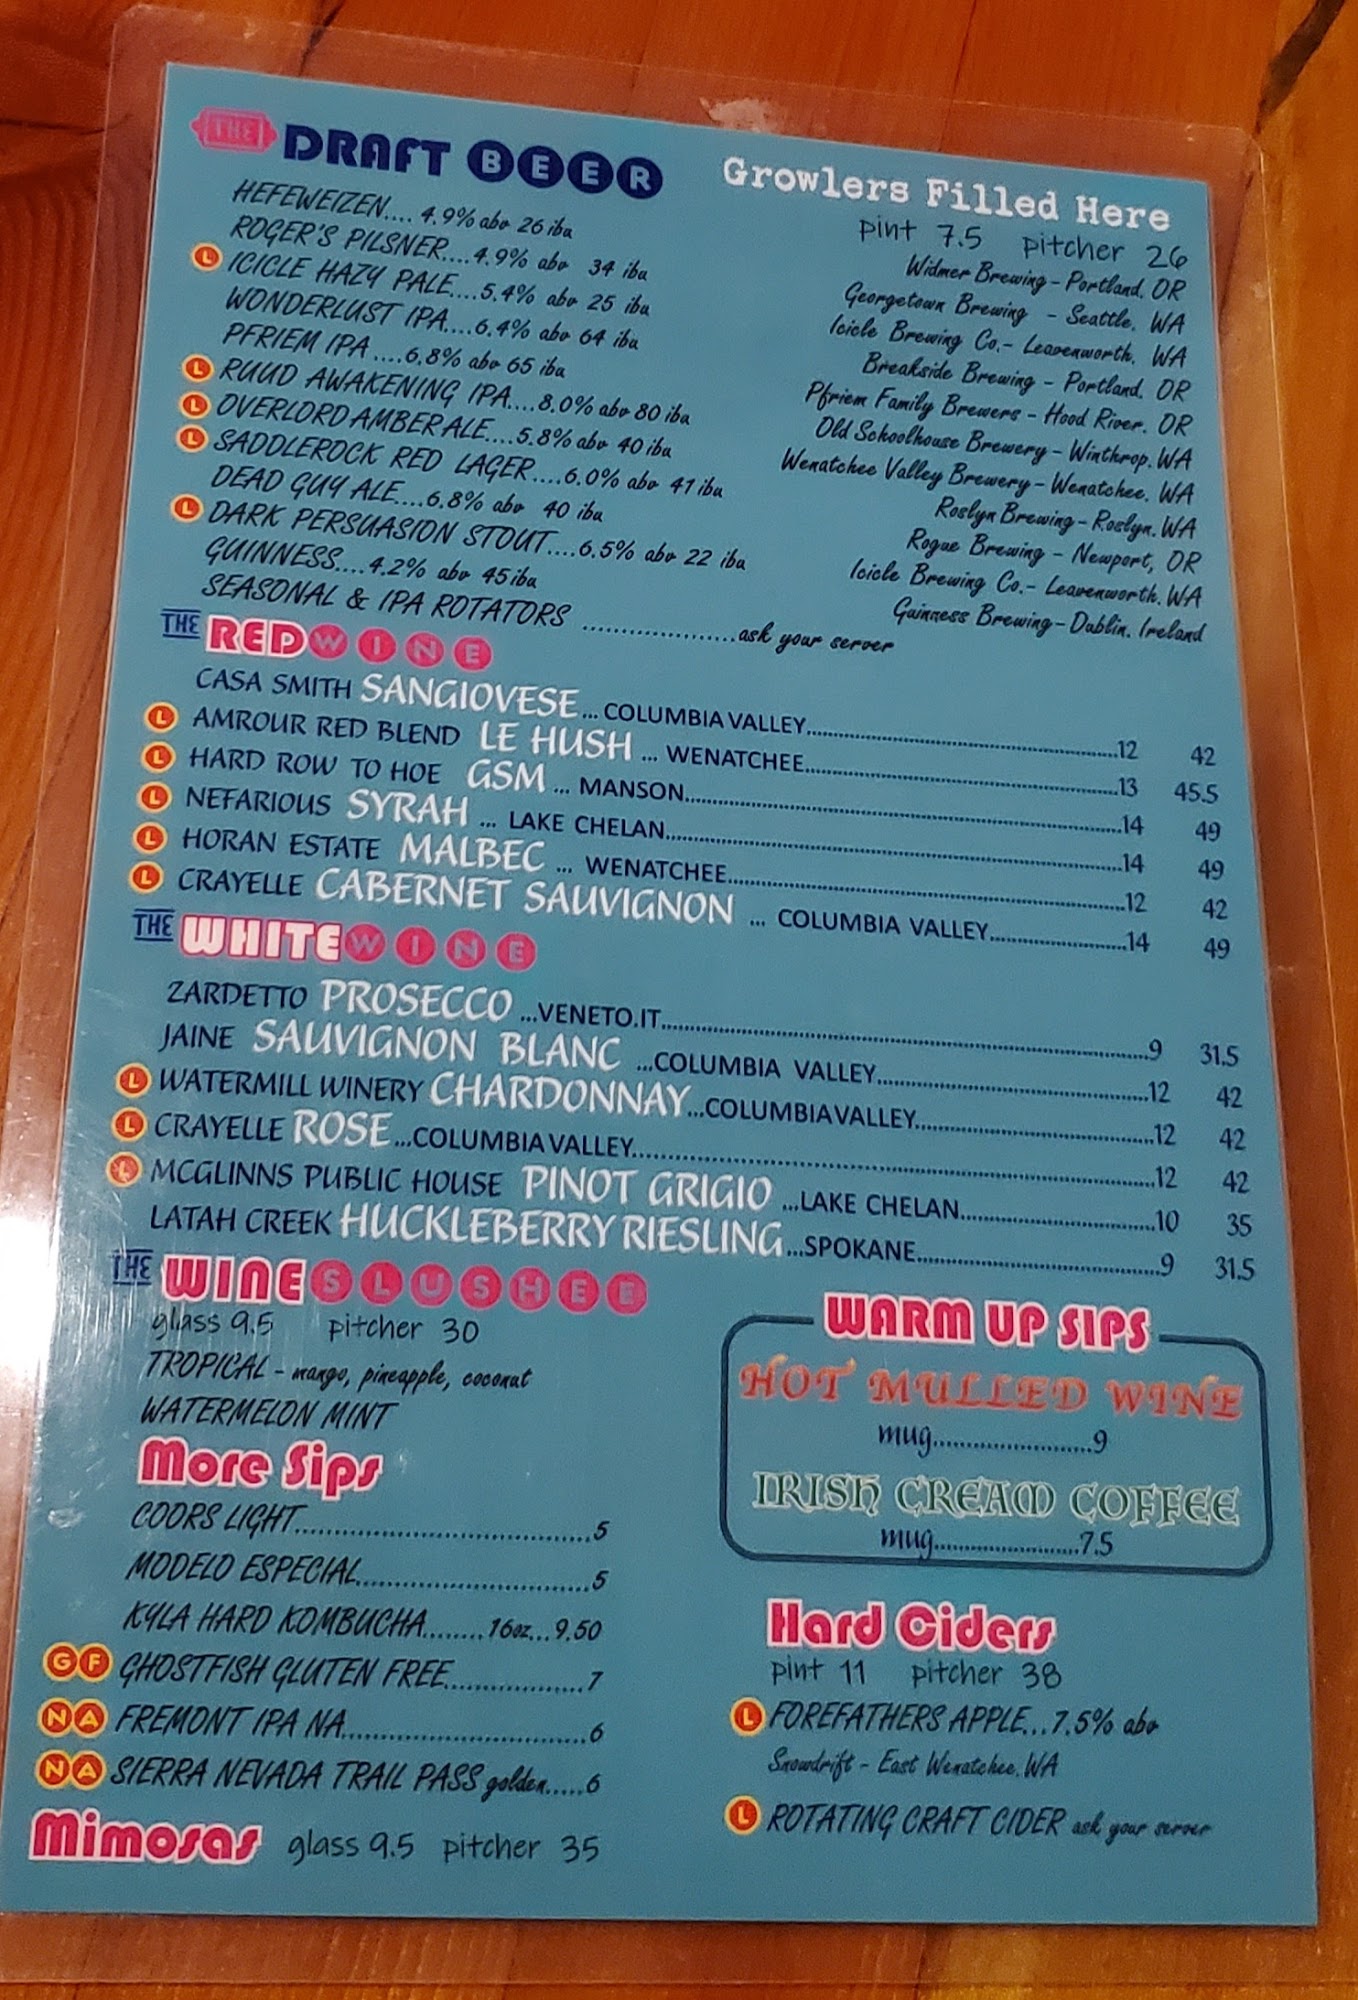 THE DRAFT BEER
Growlers Filled Here
pint 7.5 pitcher 26
HEFEWEIZEN.... 4.9% abv 26 ibu Widmer Brewing - Portland, OR
ROGER'S PILSNER....4.9% abv 34 ibu Georgetown Brewing - Seattle, WA
L ICICLE HAZY PALE....5.4% abv 25 ibu Icicle Brewing Co.- Leavenworth, WA
WONDERLUST IPA....6.4% abv 64 ibu Breakside Brewing - Portland, OR
PFRIEM IPA ....6.8% abv 65 ibu Pfriem Family Brewers - Hood River, OR
L RUUD AWAKENING IPA....8.0% abv 80 ibu Old Schoolhouse Brewery - Winthrop, WA
L OVERLORD AMBER ALE....5.8% abv 40 ibu Wenatchee Valley Brewery - Wenatchee, WA
L SADDLEROCK RED LAGER....6.0% abv 41 ibu Roslyn Brewing - Roslyn, WA
DEAD GUY ALE....6.8% abv 40 ibu Rogue Brewing - Newport, OR
L DARK PERSUASION STOUT....6.5% abv 22 ibu Icicle Brewing Co.- Leavenworth, WA
GUINNESS....4.2% abv 45 ibu Guinness Brewing - Dublin, Ireland
SEASONAL & IPA ROTATORS ....................ask your server
THE RED WINE
CASA SMITH SANGIOVESE ... COLUMBIA VALLEY........12 42
L AMROUR RED BLEND LE HUSH ... WENATCHEE........13 45.5
L HARD ROW TO HOE GSM ... MANSON........14 49
L NEFARIOUS SYRAH ... LAKE CHELAN........14 49
L HORAN ESTATE MALBEC ... WENATCHEE........12 42
L CRAYELLE CABERNET SAUVIGNON ... COLUMBIA VALLEY........14 49
THE WHITE WINE
ZARDETTO PROSECCO ...VENETO.IT........9 31.5
JAINE SAUVIGNON BLANC ...COLUMBIA VALLEY........12 42
L WATERMILL WINERY CHARDONNAY...COLUMBIA VALLEY........12 42
L CRAYELLE ROSE...COLUMBIA VALLEY........12 42
L MCGLINNS PUBLIC HOUSE PINOT GRIGIO ...LAKE CHELAN........10 35
LATAH CREEK HUCKLEBERRY RIESLING...SPOKANE........9 31.5
THE WINE SLUSHEE
glass 9.5 pitcher 30
TROPICAL - mango, pineapple, coconut
WATERMELON MINT
More Sips
COORS LIGHT........5
MODELO ESPECIAL........5
KYLA HARD KOMBUCHA........16oz...9.50
GF GHOSTFISH GLUTEN FREE........7
NA FREMONT IPA NA........6
NA SIERRA NEVADA TRAIL PASS golden.....6
Mimosas glass 9.5 pitcher 35
WARM UP SIPS
HOT MULLED WINE
mug........9
IRISH CREAM COFFEE
mug........7.5
Hard Ciders
pint 11 pitcher 38
L FOREFATHERS APPLE...7.5% abv
Snowdrift - East Wenatchee, WA
L ROTATING CRAFT CIDER ask your server